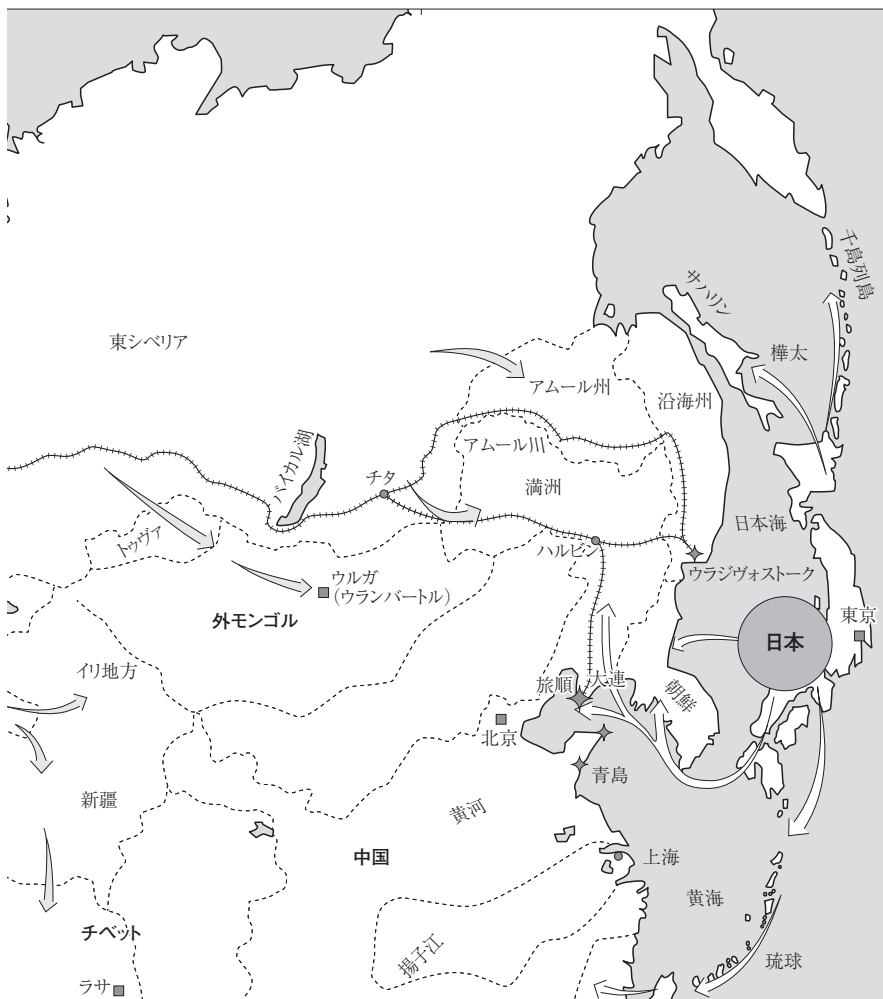 千島列島
サハリン
東シベリア
樺太
アムール州
沿海州
アムール川
バイカル湖
チタ
満洲
日本海
トゥヴァ
ハルビン
ウラジヴォストーク
ウルガ
(ウランバートル)
外モンゴル
東京
日本
イリ地方
旅順
大連
朝鮮
北京
青島
新疆
黄河
中国
上海
黄海
チベット
揚子江
琉球
ラサ